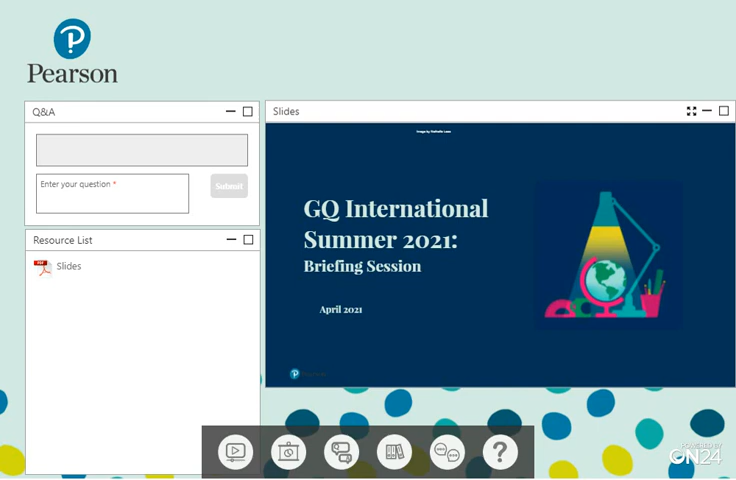 Pearson
Q&A
Enter your question *
Submit
Resource List
PDF
Slides
Slides
GQ International
Summer 2021:
Briefing Session
April 2021
?
POWERED BY
ON24